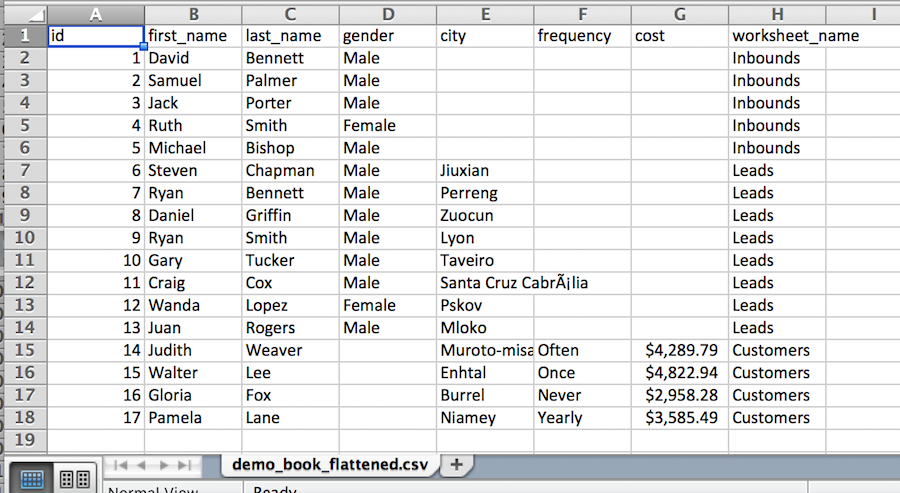 A B C D E F G H I
1 id first_name last_name gender city frequency cost worksheet_name
2 1 David Bennett Male Inbounds
3 2 Samuel Palmer Male Inbounds
4 3 Jack Porter Male Inbounds
5 4 Ruth Smith Female Inbounds
6 5 Michael Bishop Male Inbounds
7 6 Steven Chapman Male Jiuxian Leads
8 7 Ryan Bennett Male Perreng Leads
9 8 Daniel Griffin Male Zuocun Leads
10 9 Ryan Smith Male Lyon Leads
11 10 Gary Tucker Male Taveiro Leads
12 11 Craig Cox Male Santa Cruz CabrÃ¡lia Leads
13 12 Wanda Lopez Female Pskov Leads
14 13 Juan Rogers Male Mloko Leads
15 14 Judith Weaver Muroto-misa Often $4,289.79 Customers
16 15 Walter Lee Enhtal Once $4,822.94 Customers
17 16 Gloria Fox Burrel Never $2,958.28 Customers
18 17 Pamela Lane Niamey Yearly $3,585.49 Customers
19
demo_book_flattened.csv +
Normal View Ready